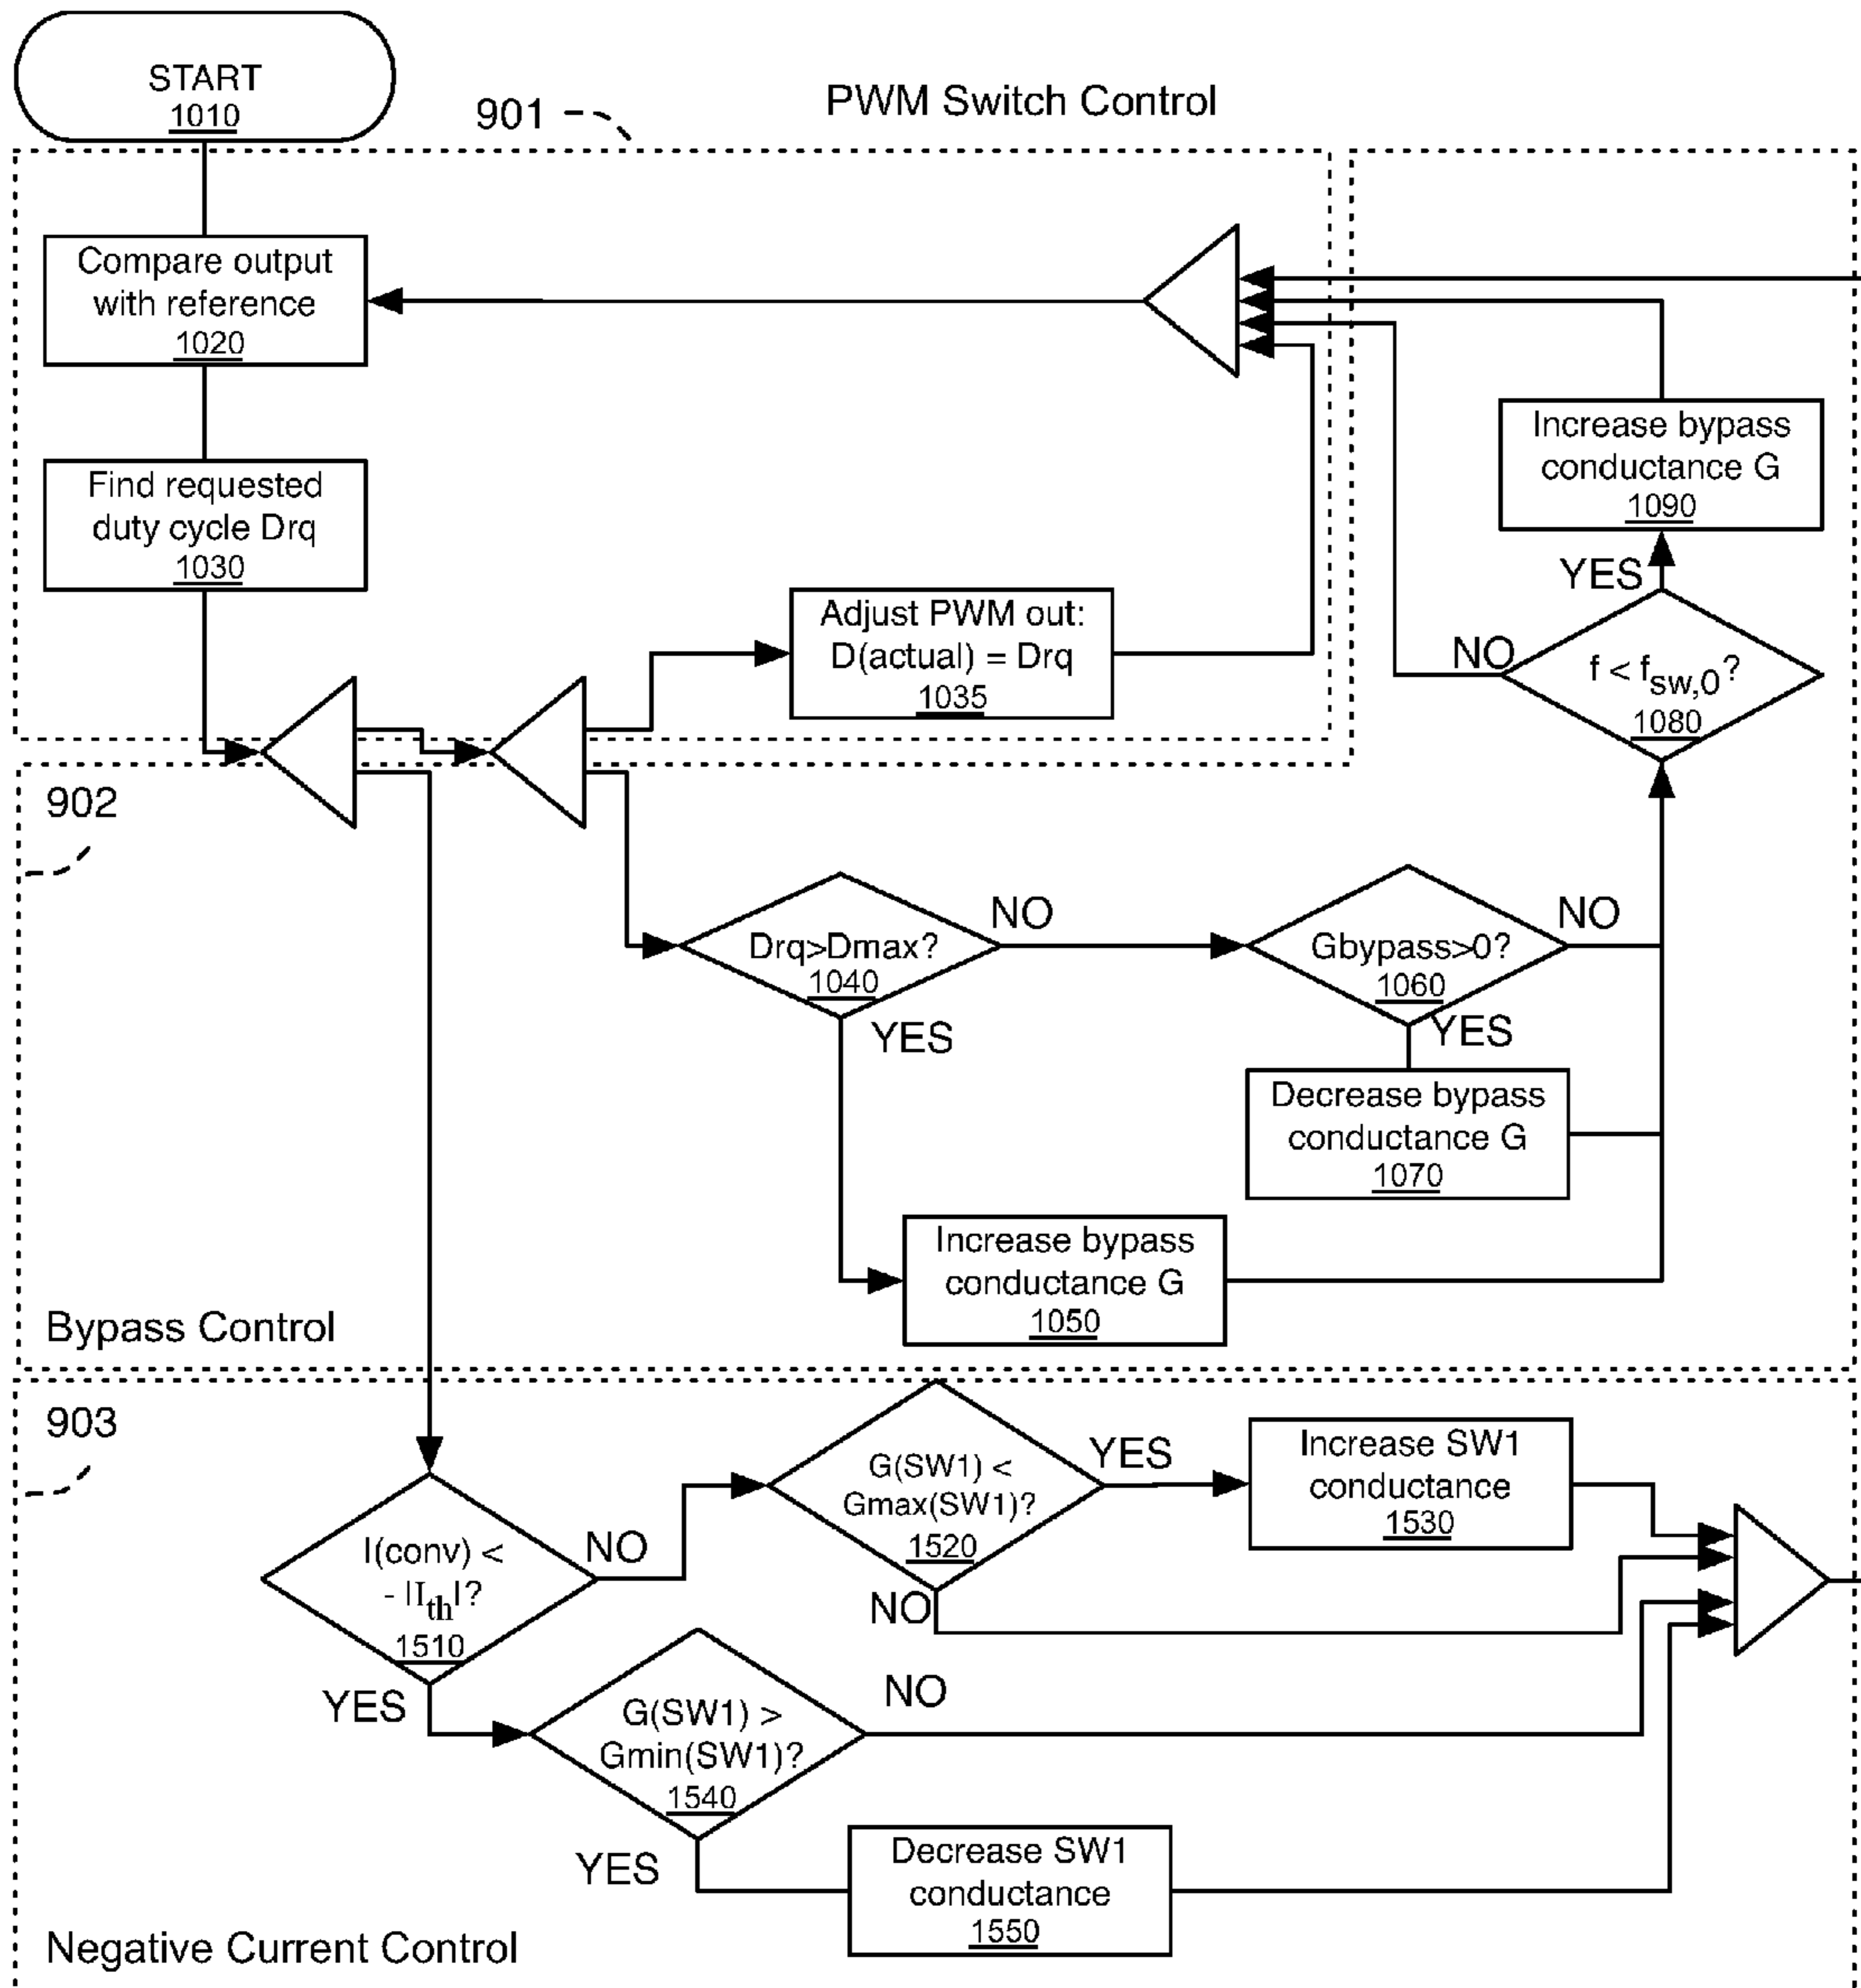 START
1010
901
PWM Switch Control
Compare output
with reference
1020
Find requested
duty cycle Drq
1030
Adjust PWM out:
D(actual) = Drq
1035
Increase bypass
conductance G
1090
YES
NO
f < fsw,0?
1080
902
Drq>Dmax?
1040
NO
YES
Gbypass>0?
1060
NO
YES
Decrease bypass
conductance G
1070
Increase bypass
conductance G
1050
Bypass Control
903
I(conv) <
- |Ith|?
1510
NO
YES
G(SW1) <
Gmax(SW1)?
1520
YES
NO
Increase SW1
conductance
1530
G(SW1) >
Gmin(SW1)?
1540
NO
YES
Decrease SW1
conductance
1550
Negative Current Control